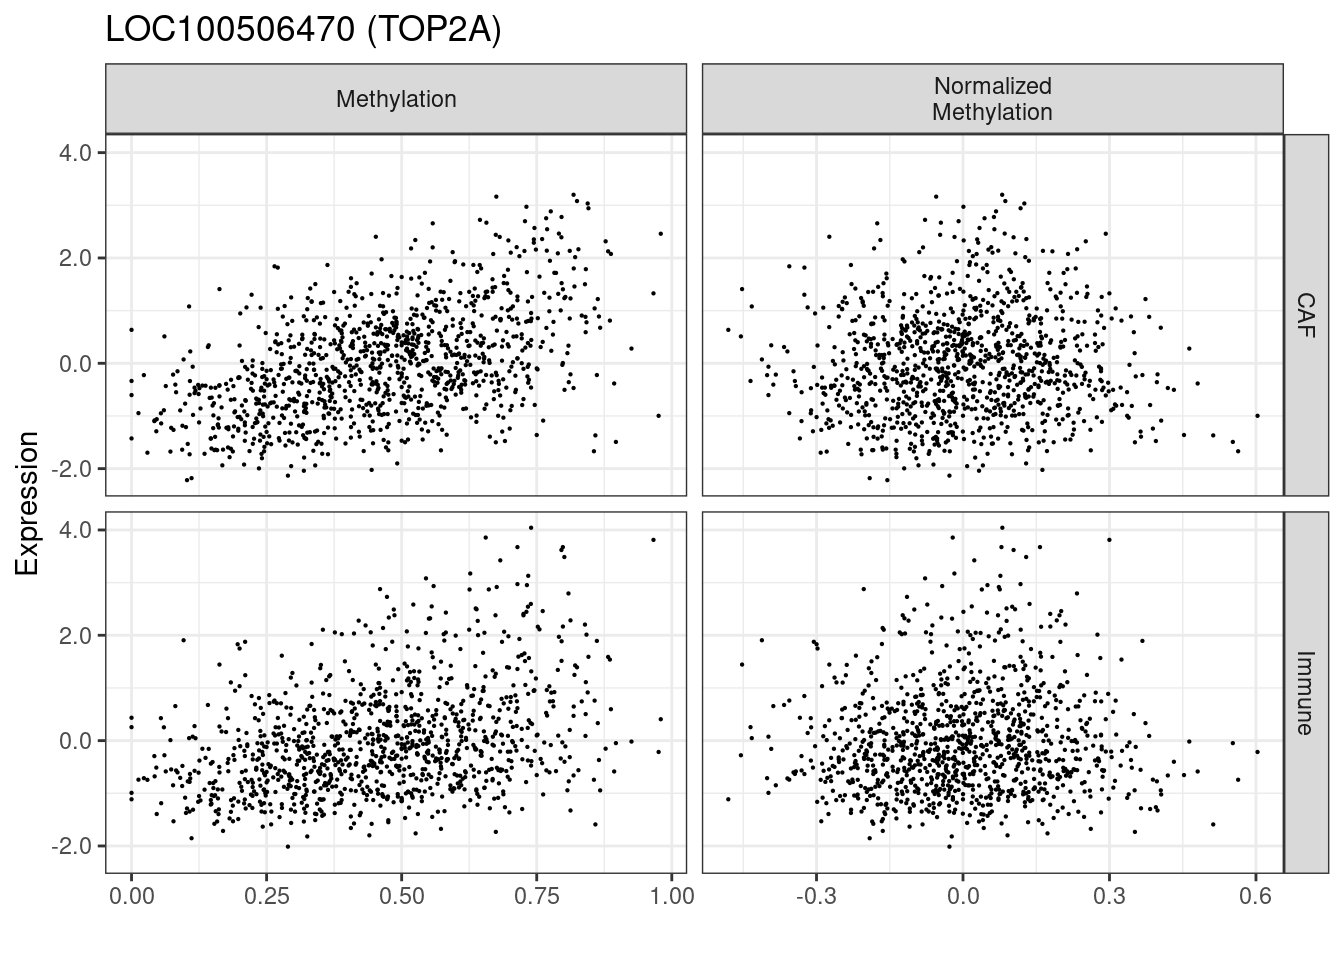 LOC100506470 (TOP2A)
Methylation
Normalized
Methylation
Expression
4.0
2.0
0.0
-2.0
CAF
4.0
2.0
0.0
-2.0
Immune
0.00 0.25 0.50 0.75 1.00
-0.3 0.0 0.3 0.6